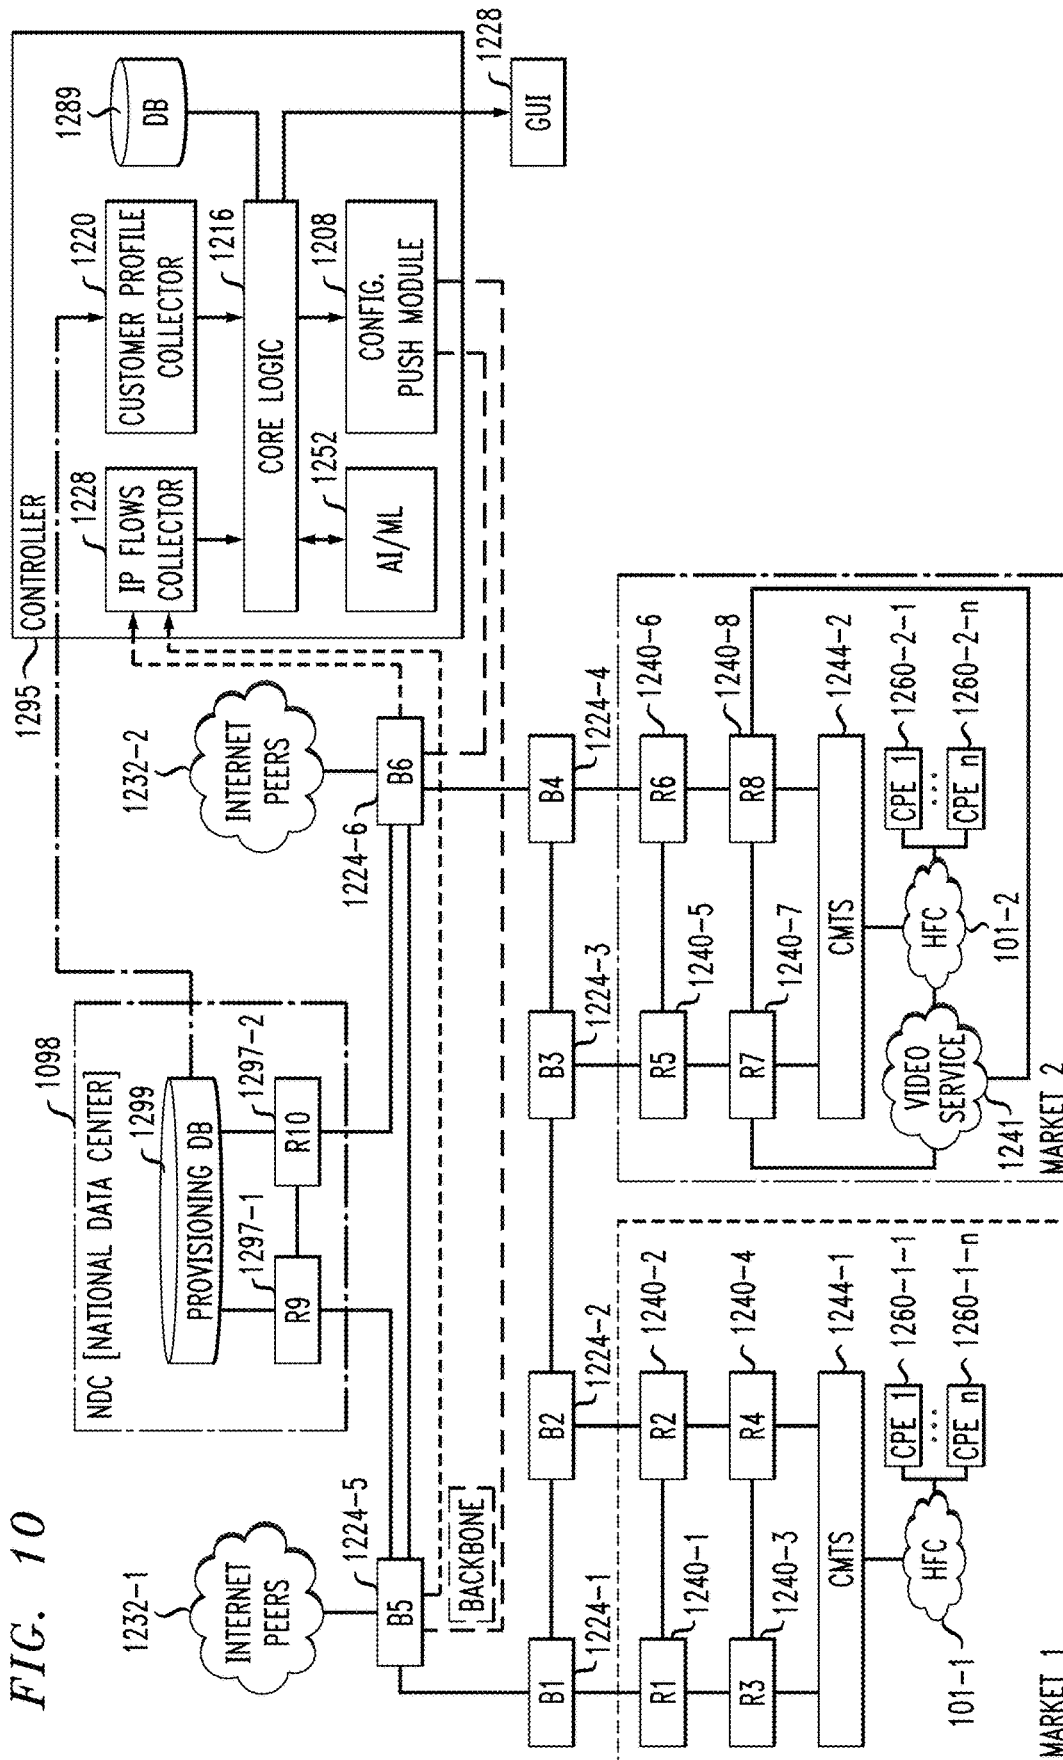 FIG. 10
1232-1
INTERNET
PEERS
1224-5
B5
BACKBONE
1098
NDC [NATIONAL DATA CENTER]
1299
PROVISIONING DB
1297-1
R9
1297-2
R10
1232-2
INTERNET
PEERS
1224-6
B6
1295
CONTROLLER
1228
IP FLOWS
COLLECTOR
1220
CUSTOMER PROFILE
COLLECTOR
1289
DB
1216
CORE LOGIC
1252
AI/ML
1208
CONFIG.
PUSH MODULE
1228
GUI
B1
1224-1
B2
1224-2
B3
1224-3
B4
1224-4
R1
1240-1
R2
1240-2
R3
1240-3
R4
1240-4
CMTS
1244-1
HFC
101-1
CPE 1
1260-1-1
...
CPE n
1260-1-n
MARKET 1
R5
1240-5
R6
1240-6
R7
1240-7
R8
1240-8
CMTS
1244-2
VIDEO
SERVICE
1241
HFC
101-2
CPE 1
1260-2-1
...
CPE n
1260-2-n
MARKET 2